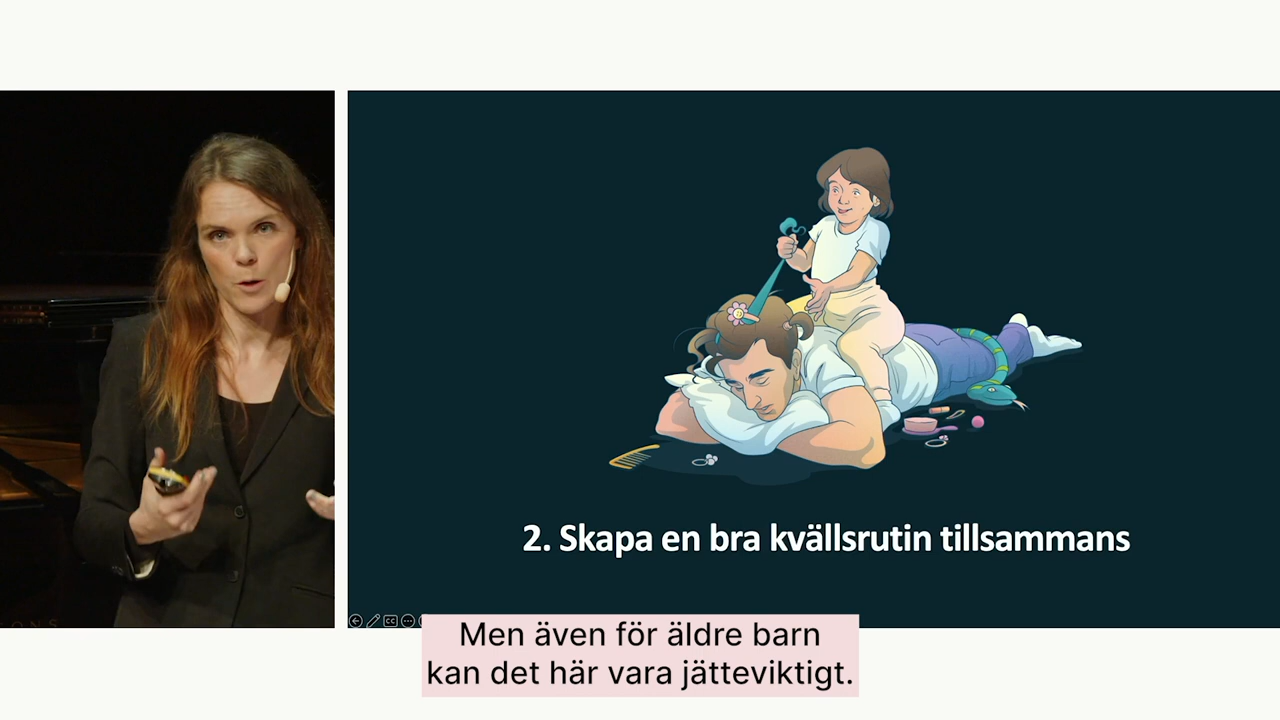 2. Skapa en bra kvällsrutin tillsammans
Men även för äldre barn
kan det här vara jätteviktigt.